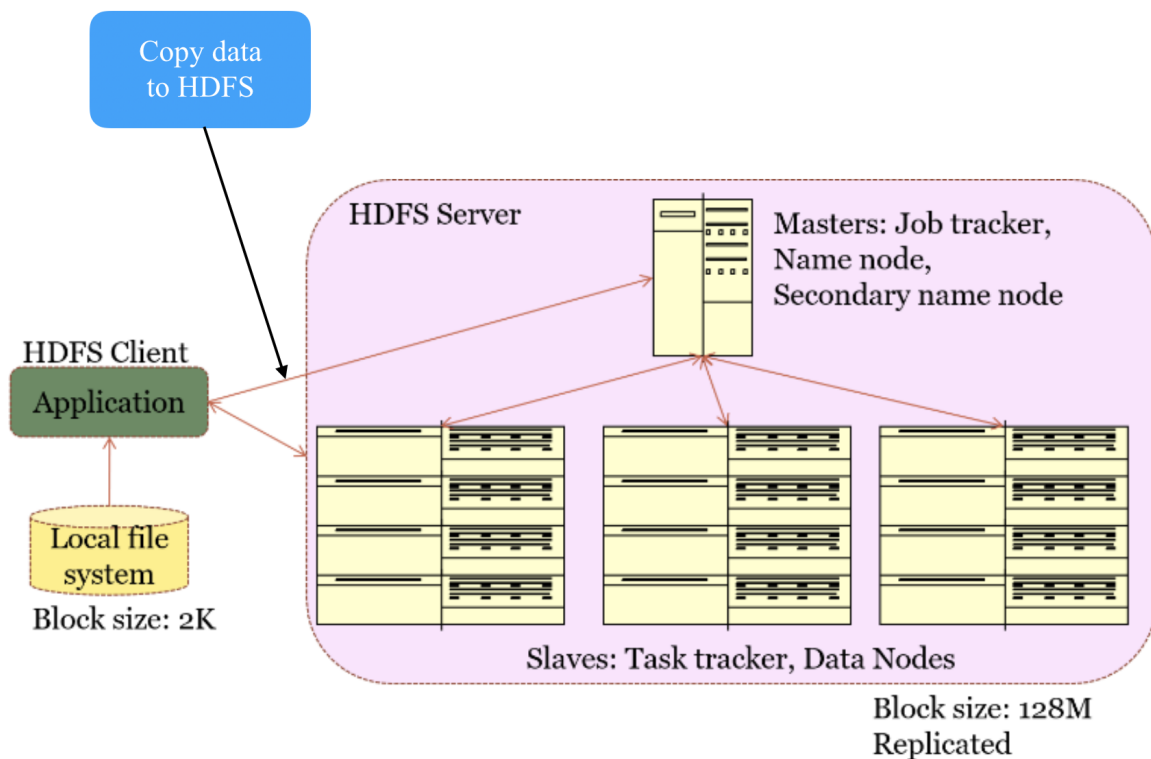 Copy data
to HDFS
HDFS Server
Masters: Job tracker,
Name node,
Secondary name node
HDFS Client
Application
Local file
system
Block size: 2K
Slaves: Task tracker, Data Nodes
Block size: 128M
Replicated